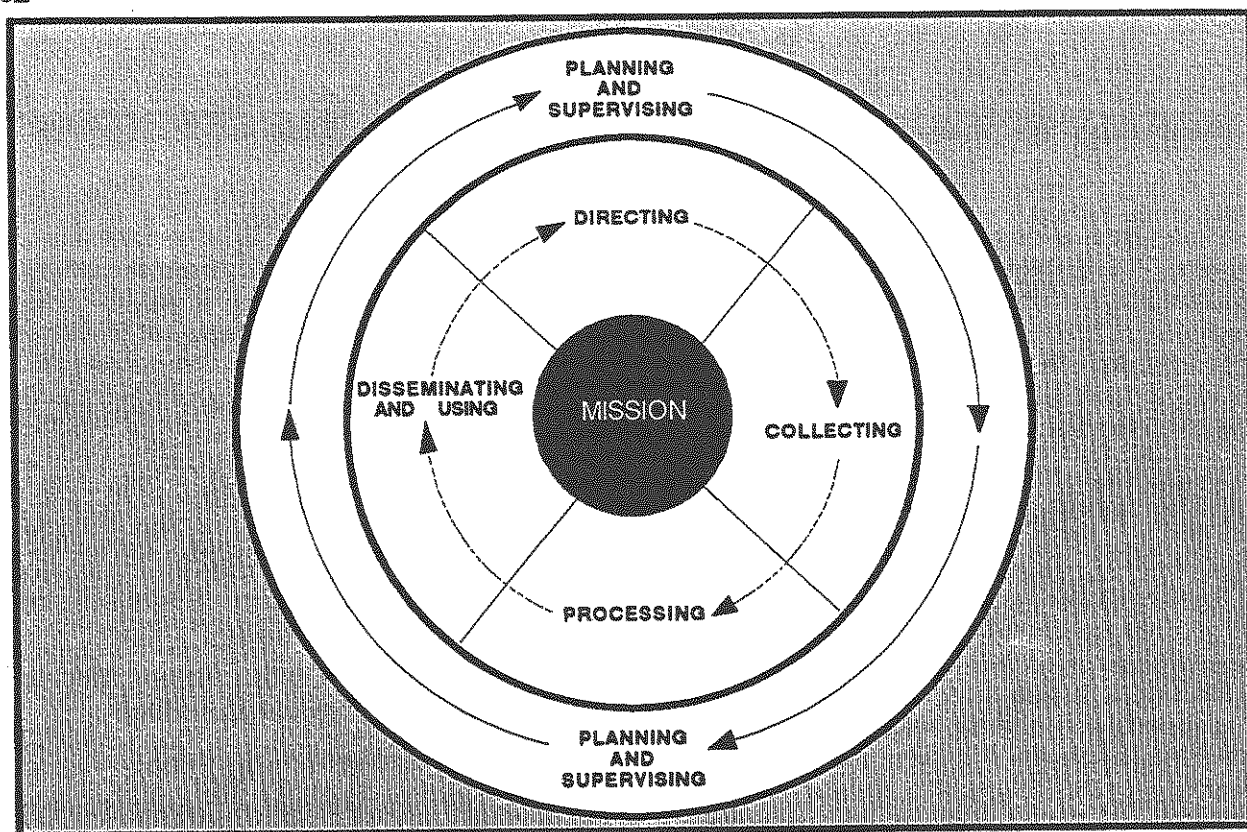 PLANNING
AND
SUPERVISING
DIRECTING
DISSEMINATING
AND USING
MISSION
COLLECTING
PROCESSING
PLANNING
AND
SUPERVISING